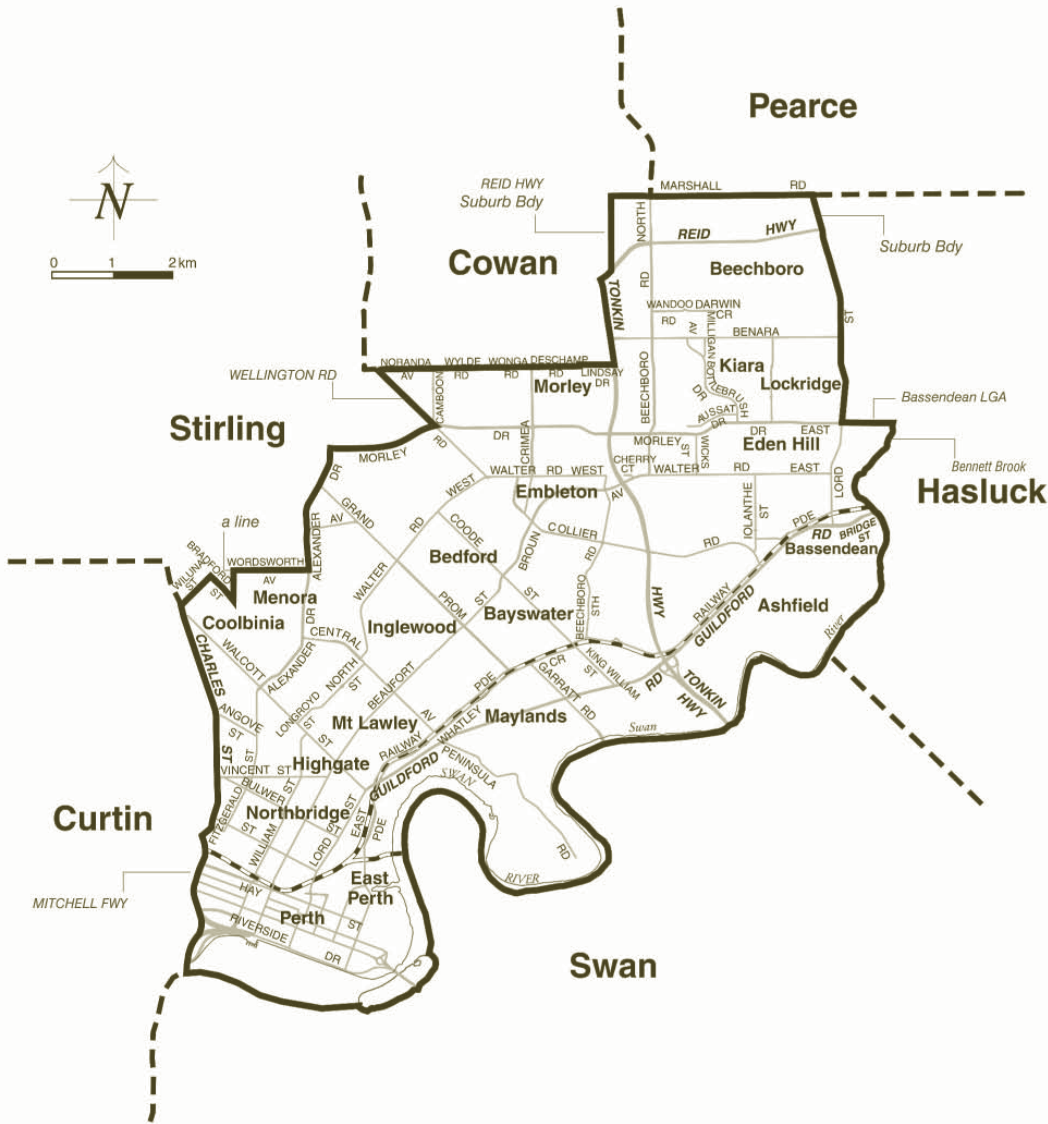 Pearce
REID HWY
Suburb Bdy
MARSHALL RD
N
0 1 2 km
Cowan
NORTH
RD
REID HWY
Suburb Bdy
Beechboro
TONKIN
WANDOO DARWIN
RD
CR
AV
MILLIGAN
BOTTLEBRUSH
DR
BENARA
ST
Kiara
Lockridge
NORANDA
AV
WYLDE
RD
WONGA
RD
DESCHAMP
RD
LINDSAY
DR
Morley
WELLINGTON RD
CAMBOON
RD
BEECHBORO
Bassendean LGA
Stirling
CRIMEA
DR
MORLEY
AUSSAT
DR
DR
EAST
Eden Hill
MORLEY
DR
ST
WICKS
CHERRY
CT
Bennett Brook
WALTER RD WEST
WALTER RD EAST
AV
LORD
Hasluck
Embleton
GRAND
AV
WEST
RD
COODE
BROUN
COLLIER RD
IOLANTHE
ST
PDE
RD
BRIDGE
ST
Bassendean
a line
ALEXANDER
WILUNA
ST
BRADFORD
ST
WORDSWORTH
AV
Menora
Coolbinia
Bedford
WALTER
RD
HWY
RAILWAY
GUILDFORD
Ashfield
DR
CENTRAL
Inglewood
PROM
ST
Bayswater
ST
BEECHBORO
STH
River
CHARLES
WALCOTT
ALEXANDER
NORTH
ST
LONGROYD
ST
BEAUFORT
KING WILLIAM
ST
CR
PDE
GARRATT
RD
RD
TONKIN
HWY
ANGOVE
ST
ST
Mt Lawley
AV
WHATLEY
Maylands
Swan
ST
VINCENT ST
ST
Highgate
RAILWAY
GUILDFORD
PENINSULA
SWAN
BULWER
ST
FITZGERALD
ST
Northbridge
ST
ST
EAST
PDE
Curtin
WILLIAM
LORD
RD
RIVER
MITCHELL FWY
HAY
East
Perth
Perth
ST
RIVERSIDE
DR
Swan